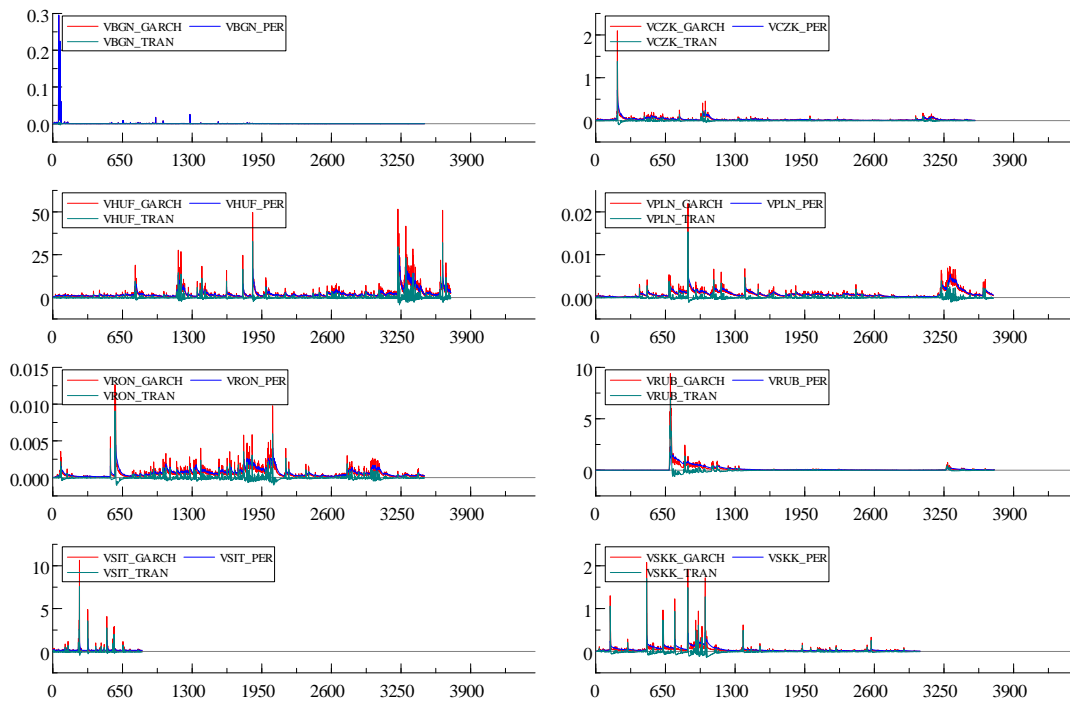 VBGN_GARCH VBGN_PER
VBGN_TRAN
0.3
0.2
0.1
0.0
0 650 1300 1950 2600 3250 3900
VCZK_GARCH VCZK_PER
VCZK_TRAN
2
1
0
0 650 1300 1950 2600 3250 3900
VHUF_GARCH VHUF_PER
VHUF_TRAN
50
25
0
0 650 1300 1950 2600 3250 3900
VPLN_GARCH VPLN_PER
VPLN_TRAN
0.02
0.01
0.00
0 650 1300 1950 2600 3250 3900
VRON_GARCH VRON_PER
VRON_TRAN
0.015
0.010
0.005
0.000
0 650 1300 1950 2600 3250 3900
VRUB_GARCH VRUB_PER
VRUB_TRAN
10
5
0
0 650 1300 1950 2600 3250 3900
VSIT_GARCH VSIT_PER
VSIT_TRAN
10
5
0
0 650 1300 1950 2600 3250 3900
VSKK_GARCH VSKK_PER
VSKK_TRAN
2
1
0
0 650 1300 1950 2600 3250 3900